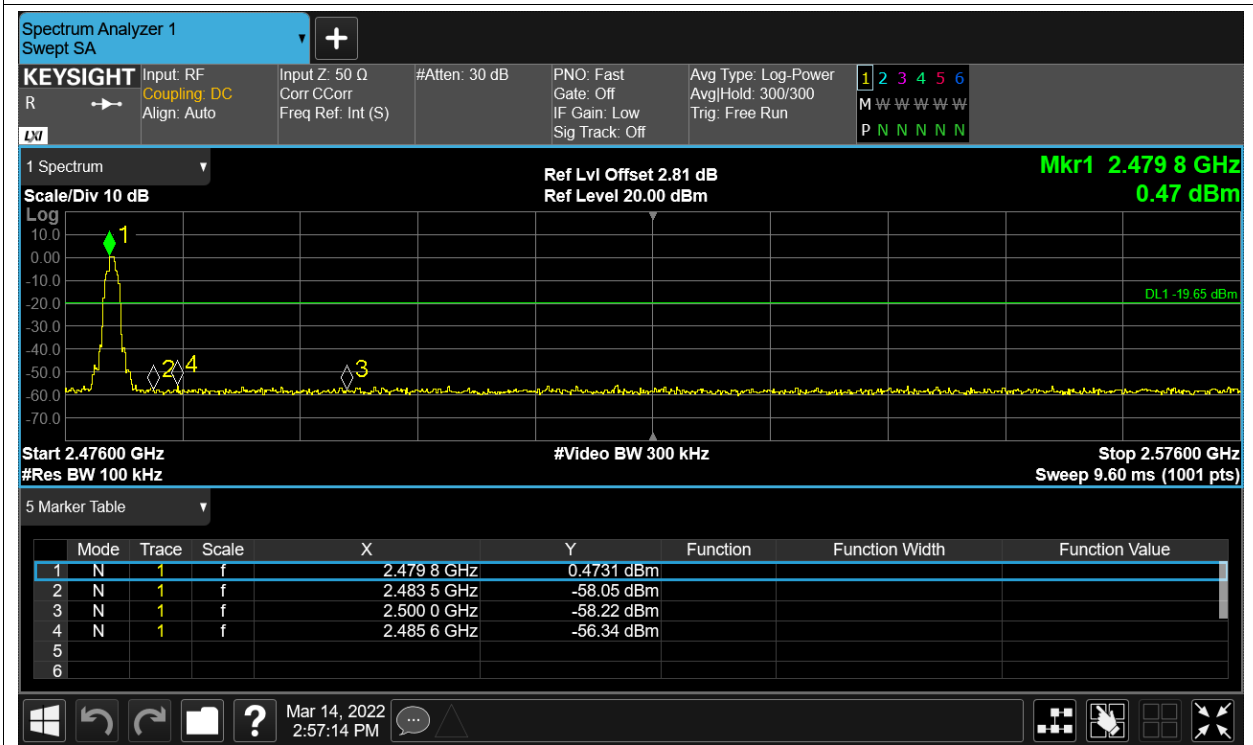 Spectrum Analyzer 1
Swept SA
KEYSIGHT Input: RF Input Z: 50 Ω #Atten: 30 dB PNO: Fast Avg Type: Log-Power 1 2 3 4 5 6
R Coupling: DC Corr CCorr Gate: Off Avg|Hold: 300/300 M W W W W W
Align: Auto Freq Ref: Int (S) IF Gain: Low Trig: Free Run
LXI Sig Track: Off P N N N N N
1 Spectrum Ref Lvl Offset 2.81 dB Mkr1 2.479 8 GHz
Scale/Div 10 dB Ref Level 20.00 dBm 0.47 dBm
Log
10.0 1
0.00
-10.0
-20.0 DL1 -19.65 dBm
-30.0
-40.0
-50.0 2 4 3
-60.0
-70.0
Start 2.47600 GHz #Video BW 300 kHz Stop 2.57600 GHz
#Res BW 100 kHz Sweep 9.60 ms (1001 pts)
5 Marker Table
Mode Trace Scale X Y Function Function Width Function Value
1 N 1 f 2.479 8 GHz 0.4731 dBm
2 N 1 f 2.483 5 GHz -58.05 dBm
3 N 1 f 2.500 0 GHz -58.22 dBm
4 N 1 f 2.485 6 GHz -56.34 dBm
5
6
? Mar 14, 2022
2:57:14 PM